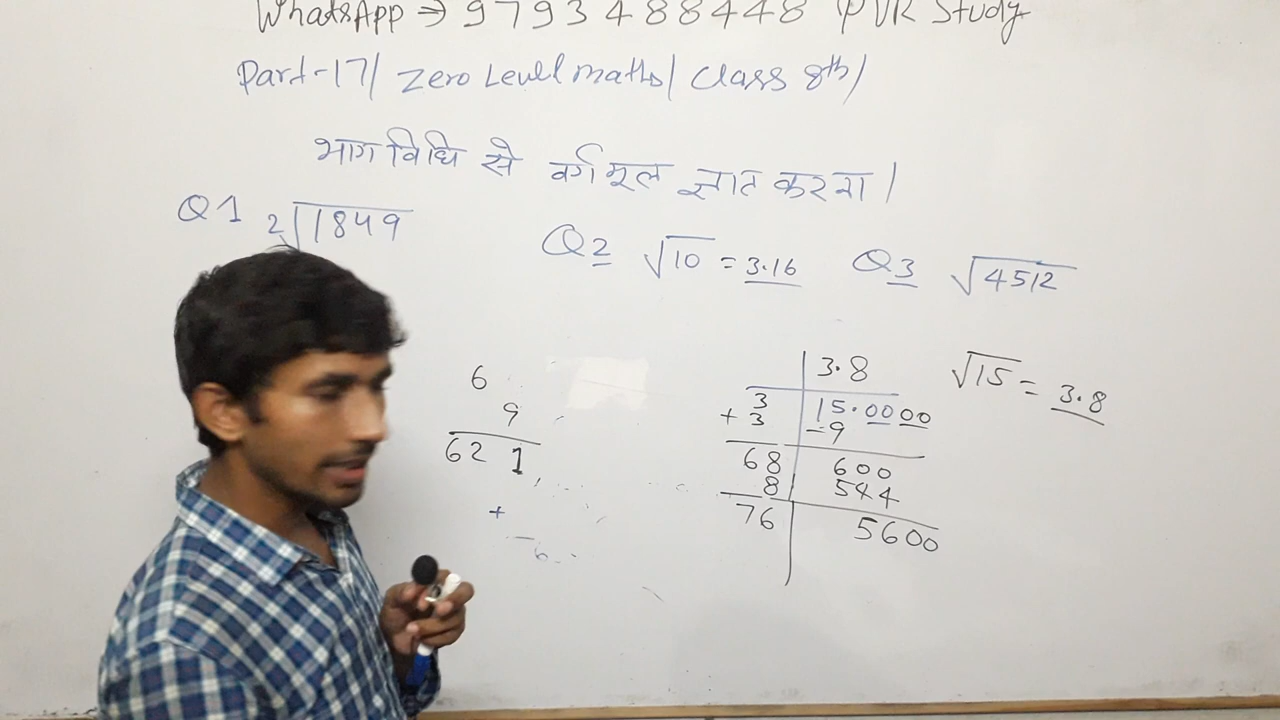 WhatsApp ⇒ 9793488448 PVR Study
Part-17/ Zero Level maths/ Class 8th/
भाग विधि से वर्गमूल ज्ञात करना।
Q1 2√1849
Q2 √10 = 3.16
Q3 √4512
6
9
621
+
3.8
3 15.0000
+3 -9
68 600
8 544
76 5600
√15 = 3.8